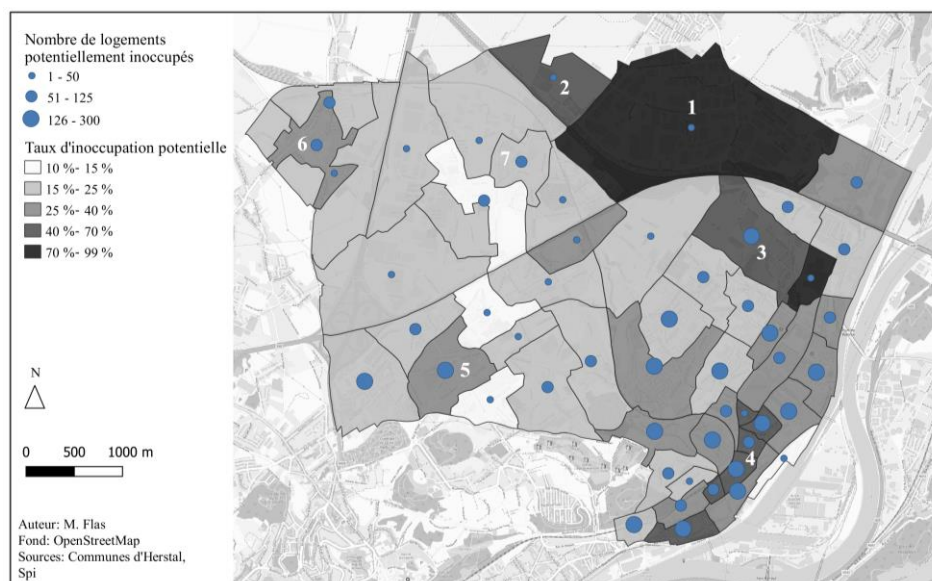 Nombre de logements
potentiellement inoccupés
1 - 50
51 - 125
126 - 300
Taux d'inoccupation potentielle
10 %- 15 %
15 %- 25 %
25 %- 40 %
40 %- 70 %
70 %- 99 %
N
0 500 1000 m
Auteur: M. Flas
Fond: OpenStreetMap
Sources: Communes d'Herstal,
Spi
2
1
6
7
3
5
4